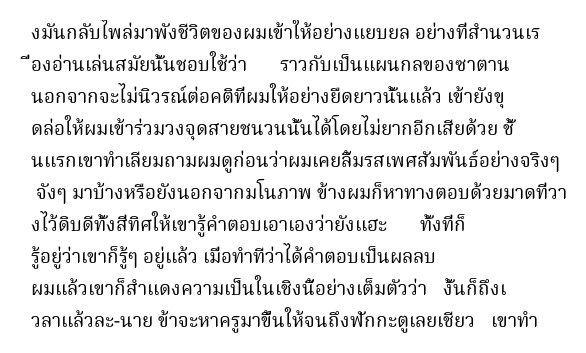 งมันกลับไพล่มาพังชีวิตของผมเข้าให้อย่างแยบยล อย่างที่สำนวนเร
ื่องอ่านเล่นสมัยนั้นชอบใช้ว่า ราวกับเป็นแผนกลของซาตาน
นอกจากจะไม่นิวรณ์ต่อคติที่ผมให้อย่างยืดยาวนั้นแล้ว เข้ายังขุ
ดล่อให้ผมเข้าร่วมวงจุดสายชนวนนั้นได้โดยไม่ยากอีกเสียด้วย ชั้
นแรกเขาทำเลียมถามผมดูก่อนว่าผมเคยลิ้มรสเพศสัมพันธ์อย่างจริงๆ
จังๆ มาบ้างหรือยังนอกจากมโนภาพ ข้างผมก็หาทางตอบด้วยมาดที่วา
งไว้ดิบดีทั้งสี่ทิศให้เขารู้คำตอบเอาเองว่ายังแฮะ ทั้งที่ก็
รู้อยู่ว่าเขาก็รู้ๆ อยู่แล้ว เมื่อทำทีว่าได้คำตอบเป็นผลลบ
ผมแล้วเขาก็สำแดงความเป็นในเชิงนี้อย่างเต็มตัวว่า งั้นก็ถึงเ
วลาแล้วละ-นาย ข้าจะหาครูมาขึ้นให้จนถึงฟักกะตูเลยเชียว เขาทำ